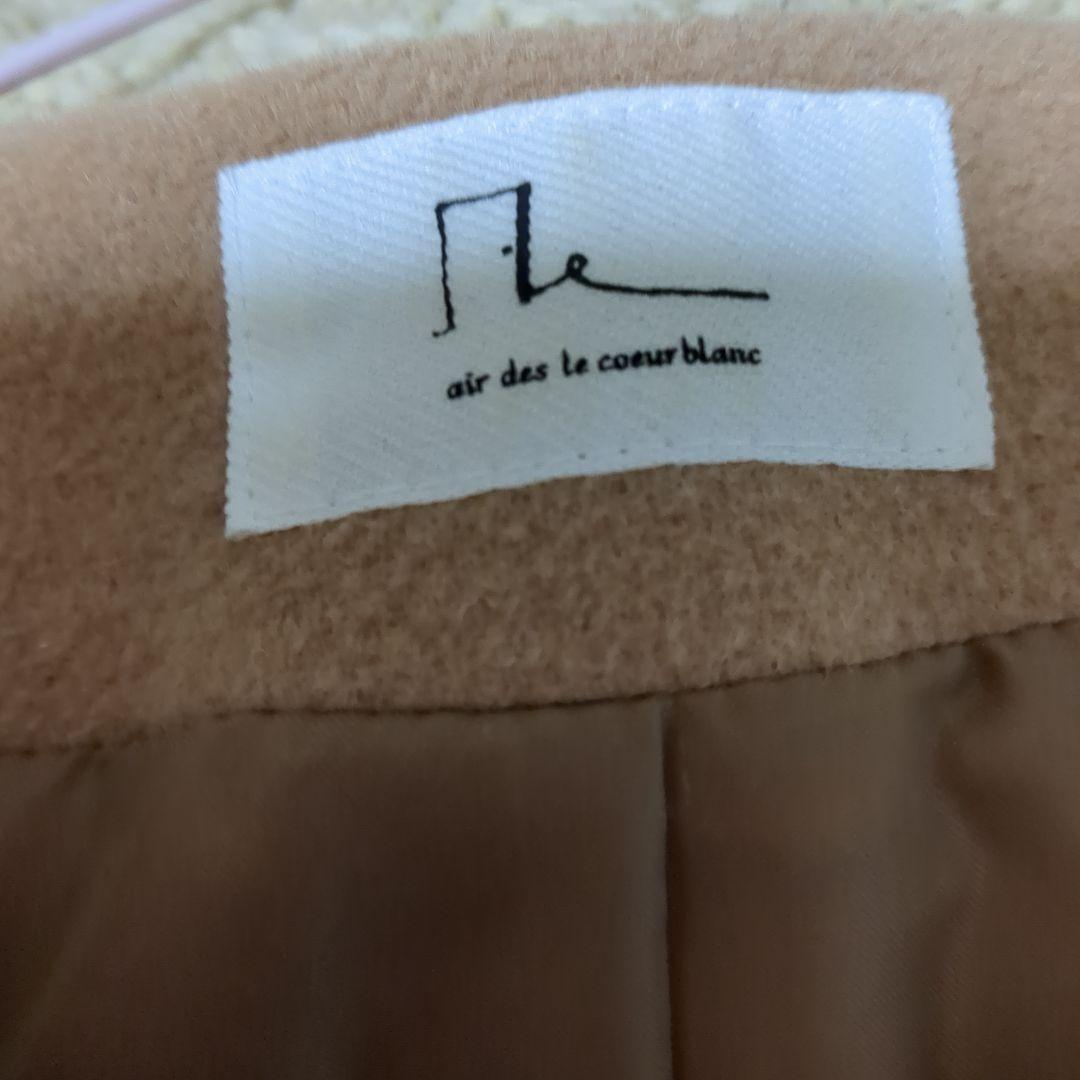 air des le coeur blanc